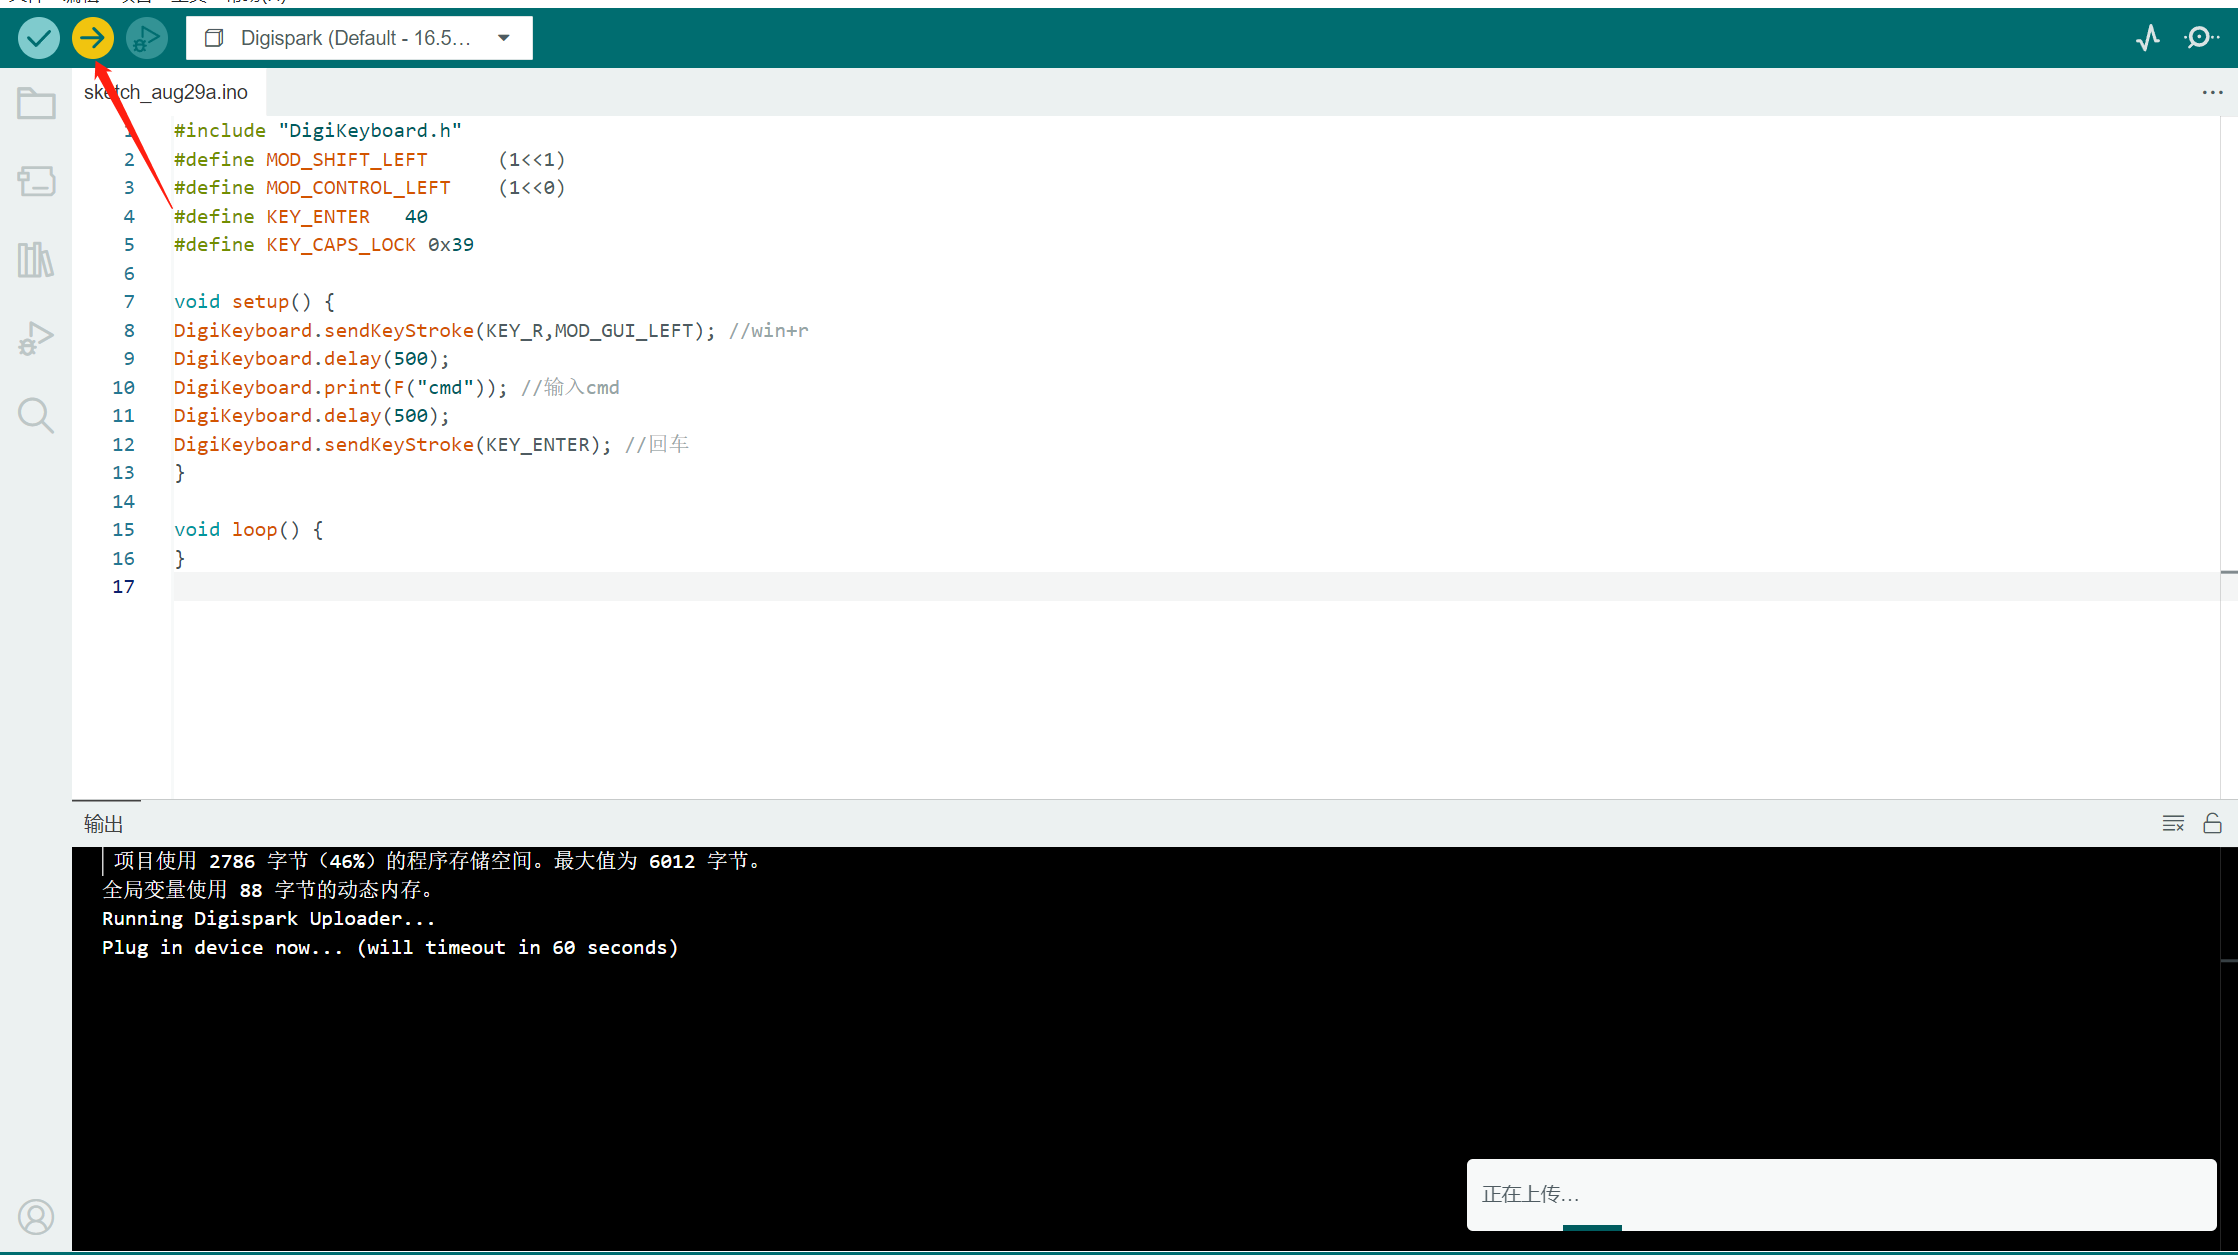 Digispark (Default - 16.5...
sketch_aug29a.ino
1 #include "DigiKeyboard.h"
2 #define MOD_SHIFT_LEFT (1<<1)
3 #define MOD_CONTROL_LEFT (1<<0)
4 #define KEY_ENTER 40
5 #define KEY_CAPS_LOCK 0x39
6
7 void setup() {
8 DigiKeyboard.sendKeyStroke(KEY_R,MOD_GUI_LEFT); //win+r
9 DigiKeyboard.delay(500);
10 DigiKeyboard.print(F("cmd")); //输入cmd
11 DigiKeyboard.delay(500);
12 DigiKeyboard.sendKeyStroke(KEY_ENTER); //回车
13 }
14
15 void loop() {
16 }
17
输出
项目使用 2786 字节（46%）的程序存储空间。最大值为 6012 字节。
全局变量使用 88 字节的动态内存。
Running Digispark Uploader...
Plug in device now... (will timeout in 60 seconds)
正在上传...